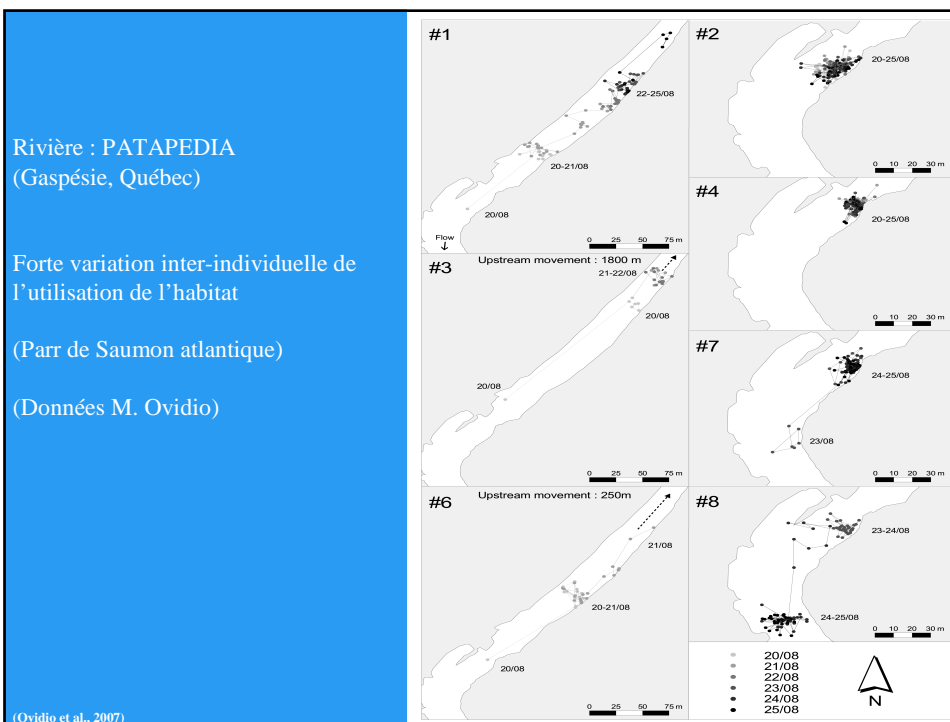 Rivière : PATAPEDIA
(Gaspésie, Québec)
Forte variation inter-individuelle de
l’utilisation de l’habitat
(Parr de Saumon atlantique)
(Données M. Ovidio)
(Ovidio et al., 2007)
#1
22-25/08
20-21/08
20/08
Flow
0 25 50 75 m
#2
20-25/08
0 10 20 30 m
#3
Upstream movement : 1800 m
21-22/08
20/08
20/08
0 25 50 75 m
#4
20-25/08
0 10 20 30 m
#6
Upstream movement : 250m
21/08
20-21/08
20/08
0 25 50 75 m
#7
24-25/08
23/08
0 10 20 30 m
#8
23-24/08
24-25/08
0 10 20 30 m
20/08
21/08
22/08
23/08
24/08
25/08
N